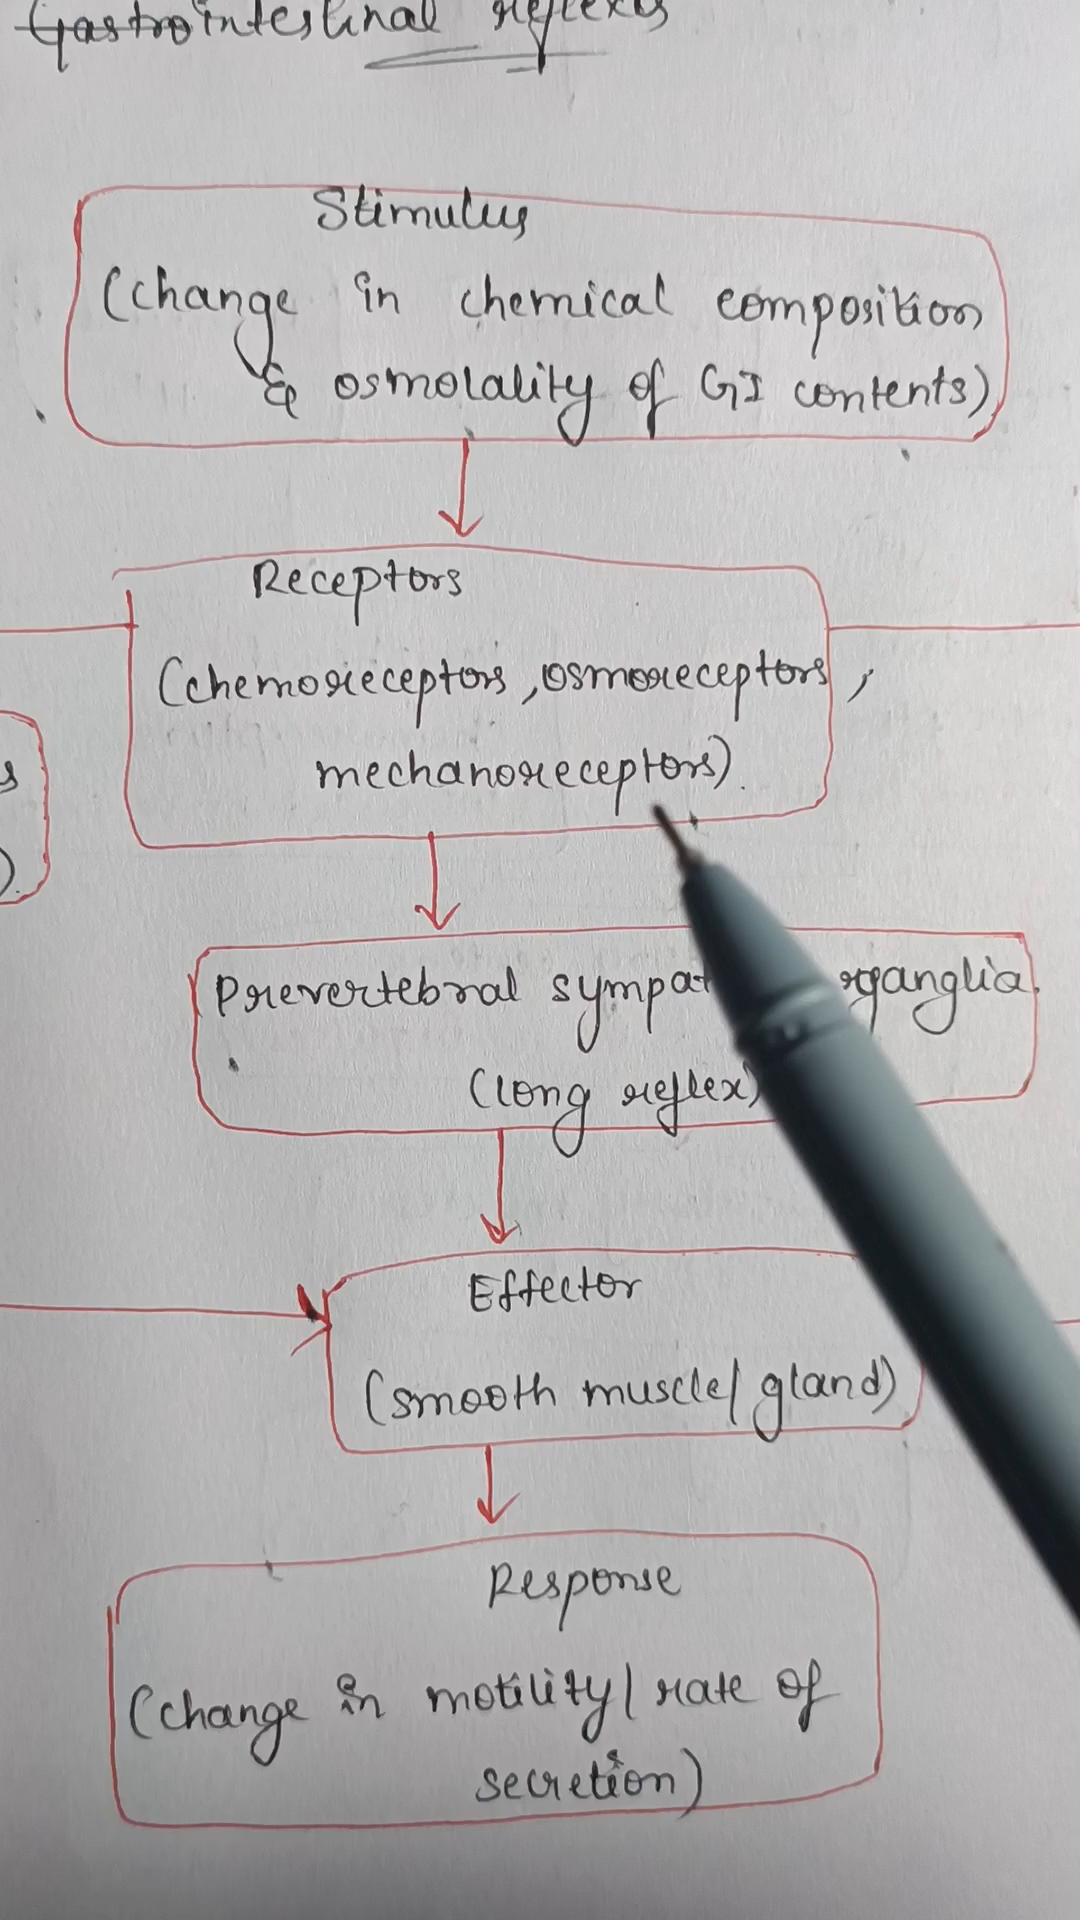 Gastrointestinal reflexes
Stimulus
(change in chemical composition
& osmolality of GI contents)
Receptors
(chemoreceptors, osmoreceptors,
mechanoreceptors).
Prevertebral ganglia.
(long reflex)
Effector
(smooth muscle/gland)
Response
(change in motility/rate of
secretion)